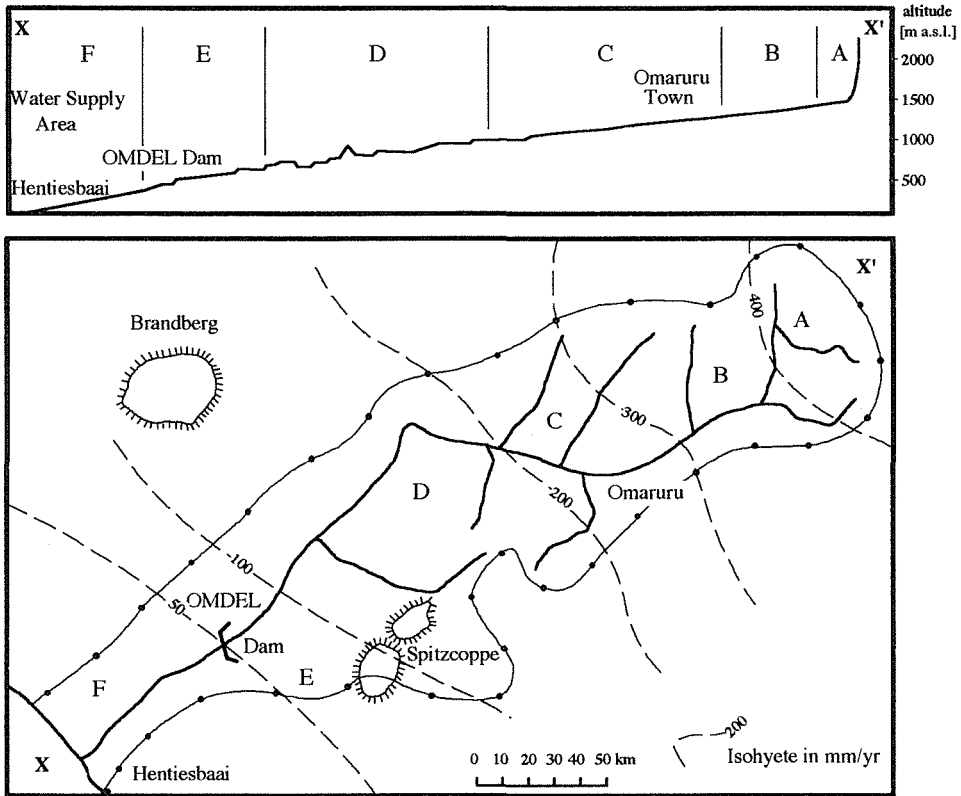 altitude
[m a.s.l.]
X
X'
F
E
D
C
B
A
2000
Water Supply
Area
Omaruru
Town
1500
OMDEL Dam
1000
Hentiesbaai
500
X'
400
A
Brandberg
B
-300
C
D
Omaruru
-200
-100
50
OMDEL
Dam
Spitzcoppe
E
F
200
X
Hentiesbaai
0 10 20 30 40 50 km
Isohyete in mm/yr